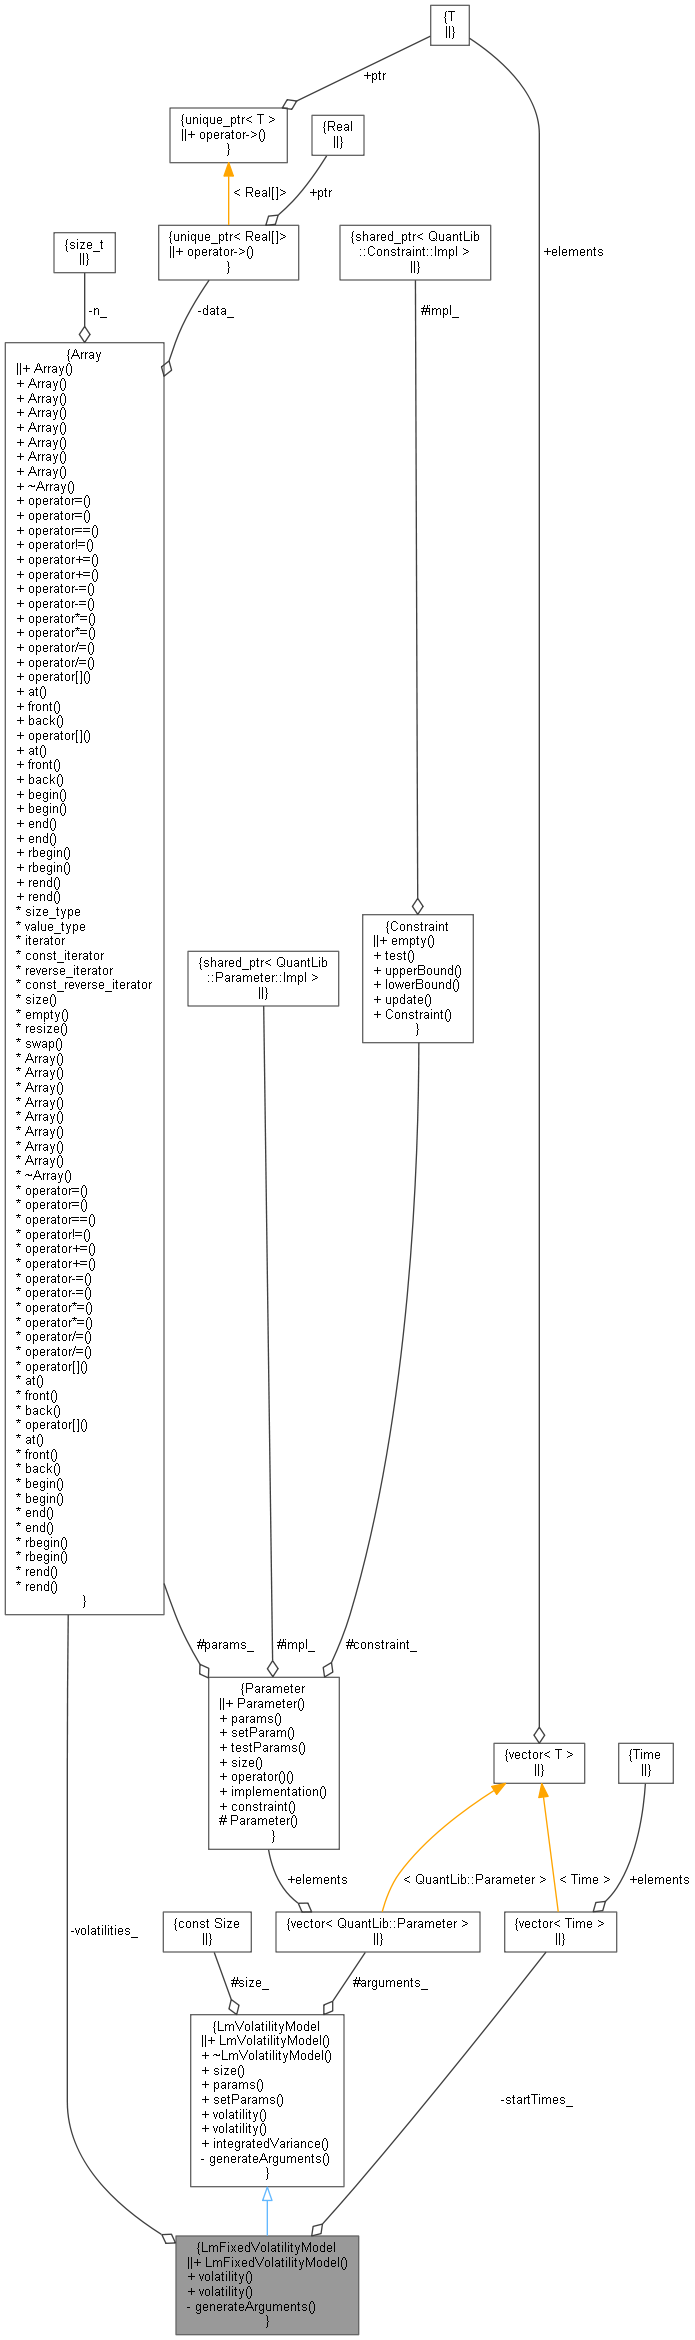 {T
||}
+ptr
{unique_ptr< T >
||+ operator->()
}
{Real
||}
< Real[]>
+ptr
{unique_ptr< Real[]>
||+ operator->()
}
{shared_ptr< QuantLib
::Constraint::Impl >
||}
{size_t
||}
+elements
-n_
-data_
#impl_
{Array
||+ Array()
+ Array()
+ Array()
+ Array()
+ Array()
+ Array()
+ Array()
+ Array()
+ ~Array()
+ operator=()
+ operator=()
+ operator==()
+ operator!=()
+ operator+=()
+ operator+=()
+ operator-=()
+ operator-=()
+ operator*=()
+ operator*=()
+ operator/=()
+ operator/=()
+ operator[]()
+ at()
+ front()
+ back()
+ operator[]()
+ at()
+ front()
+ back()
+ begin()
+ begin()
+ end()
+ end()
+ rbegin()
+ rbegin()
+ rend()
+ rend()
* size_type
* value_type
* iterator
* const_iterator
* reverse_iterator
* const_reverse_iterator
* size()
* empty()
* resize()
* swap()
* Array()
* Array()
* Array()
* Array()
* Array()
* Array()
* Array()
* Array()
* ~Array()
* operator=()
* operator=()
* operator==()
* operator!=()
* operator+=()
* operator+=()
* operator-=()
* operator-=()
* operator*=()
* operator*=()
* operator/=()
* operator/=()
* operator[]()
* at()
* front()
* back()
* operator[]()
* at()
* front()
* back()
* begin()
* begin()
* end()
* end()
* rbegin()
* rbegin()
* rend()
* rend()
}
{Constraint
||+ empty()
+ test()
+ upperBound()
+ lowerBound()
+ update()
+ Constraint()
}
{shared_ptr< QuantLib
::Parameter::Impl >
||}
#params_
#impl_
#constraint_
{Parameter
||+ Parameter()
+ params()
+ setParam()
+ testParams()
+ size()
+ operator()()
+ implementation()
+ constraint()
# Parameter()
}
{vector< T >
||}
{Time
||}
+elements
< QuantLib::Parameter >
< Time >
+elements
-volatilities_
{const Size
||}
{vector< QuantLib::Parameter >
||}
{vector< Time >
||}
#size_
#arguments_
{LmVolatilityModel
||+ LmVolatilityModel()
+ ~LmVolatilityModel()
+ size()
+ params()
+ setParams()
+ volatility()
+ volatility()
+ integratedVariance()
- generateArguments()
}
-startTimes_
{LmFixedVolatilityModel
||+ LmFixedVolatilityModel()
+ volatility()
+ volatility()
- generateArguments()
}